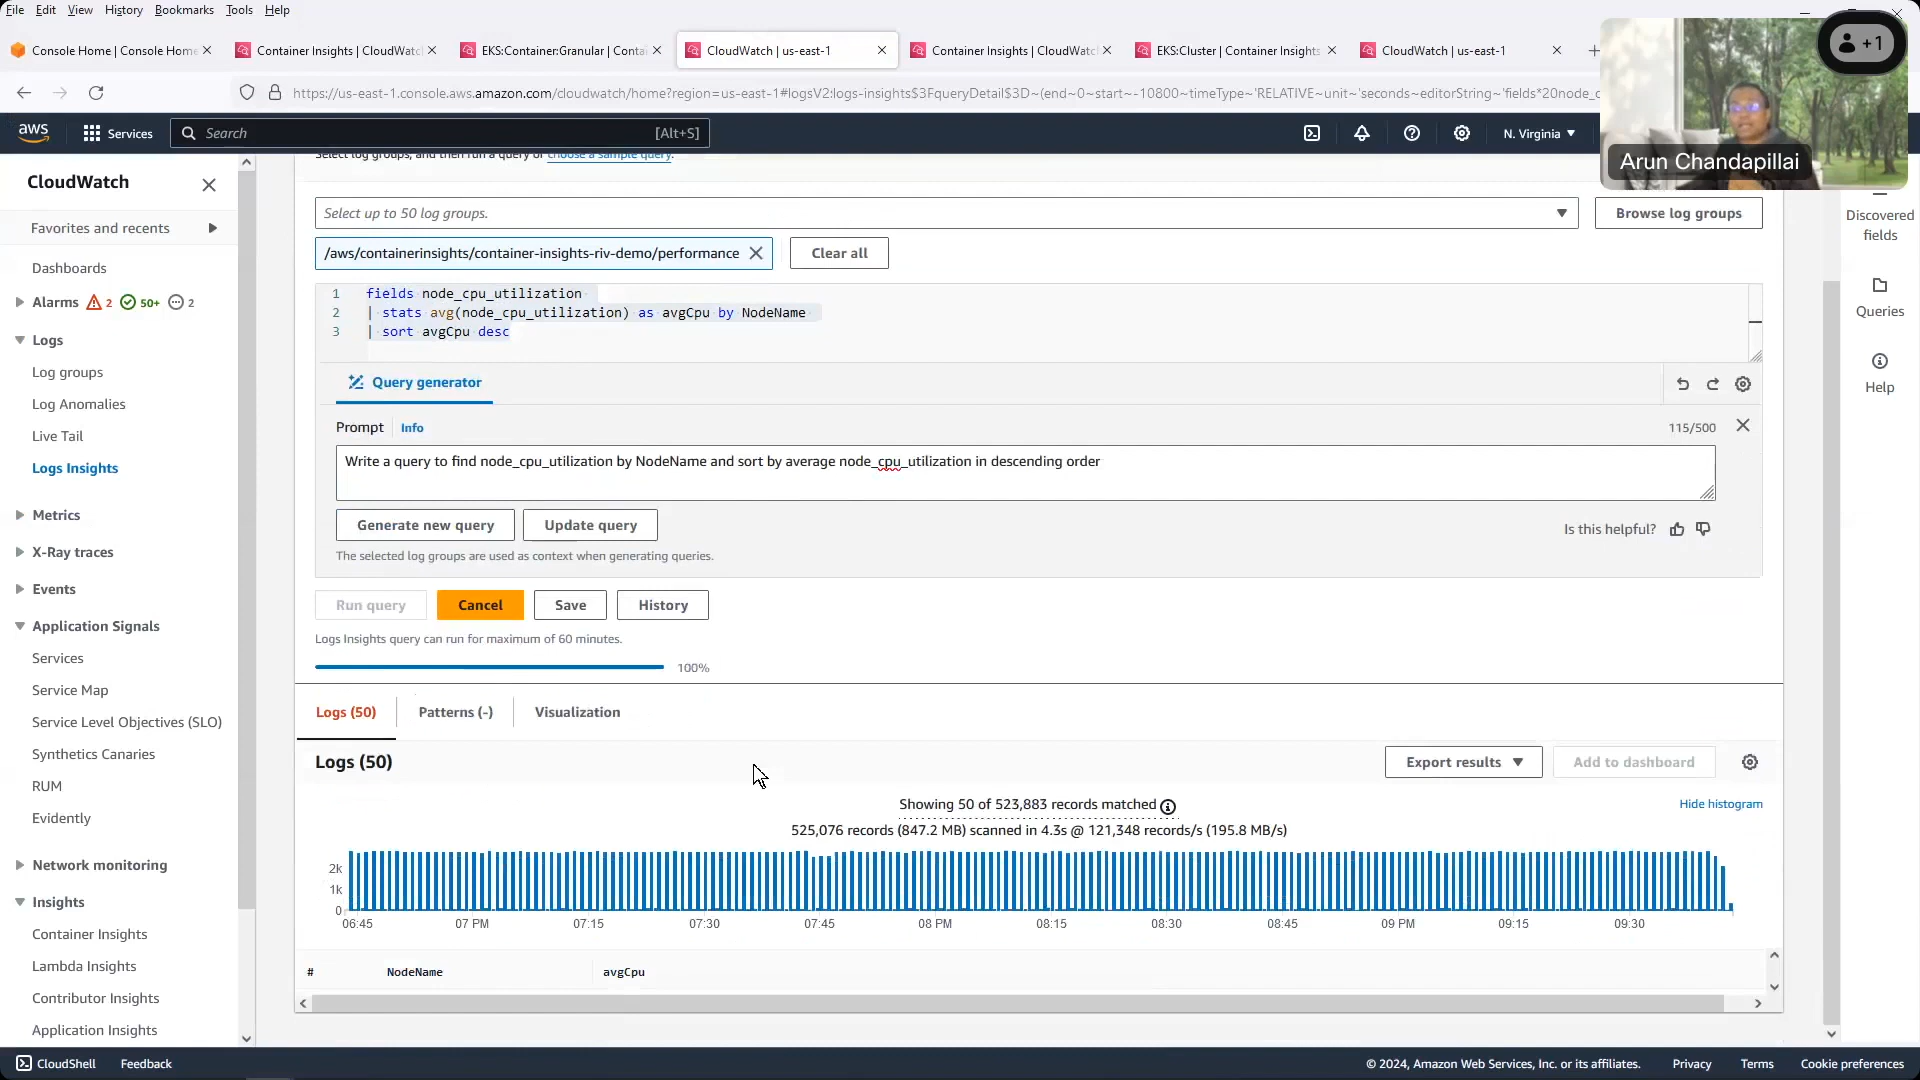 File Edit View History Bookmarks Tools Help
Console Home | Console Home
Container Insights | CloudWatc
EKS:Container:Granular | Conta
CloudWatch | us-east-1
Container Insights | CloudWatc
EKS:Cluster | Container Insights
CloudWatch | us-east-1
+1
https://us-east-1.console.aws.amazon.com/cloudwatch/home?region=us-east-1#logsV2:logs-insights$3FqueryDetail$3D~(end~0~start~-10800~timeType~'RELATIVE~unit~'seconds~editorString~'fields*20node_c
aws
Services
Search
[Alt+S]
N. Virginia
Arun Chandapillai
CloudWatch
Favorites and recents
Dashboards
Alarms 2 50+ 2
Logs
Log groups
Log Anomalies
Live Tail
Logs Insights
Metrics
X-Ray traces
Events
Application Signals
Services
Service Map
Service Level Objectives (SLO)
Synthetics Canaries
RUM
Evidently
Network monitoring
Insights
Container Insights
Lambda Insights
Contributor Insights
Application Insights
Select log groups, and then run a query or choose a sample query.
Select up to 50 log groups.
Browse log groups
/aws/containerinsights/container-insights-riv-demo/performance
Clear all
1 fields node_cpu_utilization
2 | stats avg(node_cpu_utilization) as avgCpu by NodeName
3 | sort avgCpu desc
Query generator
Prompt Info
115/500
Write a query to find node_cpu_utilization by NodeName and sort by average node_cpu_utilization in descending order
Generate new query
Update query
Is this helpful?
The selected log groups are used as context when generating queries.
Run query
Cancel
Save
History
Logs Insights query can run for maximum of 60 minutes.
100%
Logs (50)
Patterns (-)
Visualization
Logs (50)
Export results
Add to dashboard
Showing 50 of 523,883 records matched
Hide histogram
525,076 records (847.2 MB) scanned in 4.3s @ 121,348 records/s (195.8 MB/s)
2k
1k
0
06:45 07 PM 07:15 07:30 07:45 08 PM 08:15 08:30 08:45 09 PM 09:15 09:30
# NodeName avgCpu
Discovered
fields
Queries
Help
CloudShell
Feedback
© 2024, Amazon Web Services, Inc. or its affiliates.
Privacy
Terms
Cookie preferences